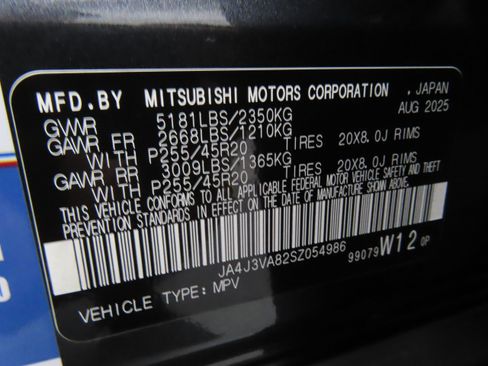 MFD.BY MITSUBISHI MOTORS CORPORATION . JAPAN
AUG 2025
GVWR 5181LBS/2350KG
GAWR FR 2668LBS/1210KG
WITH P255/45R20 TIRES 20X8.0J RIMS
GAWR RR 3009LBS/1365KG
WITH P255/45R20 TIRES 20X8.0J RIMS
THIS VEHICLE CONFORMS TO ALL APPLICABLE FEDERAL MOTOR VEHICLE SAFETY AND THEFT
PREVENTION STANDARDS IN EFFECT ON THE DATE OF MANUFACTURE SHOWN ABOVE.
JA4J3VA82SZ054986
99079 W12 0P
VEHICLE TYPE: MPV